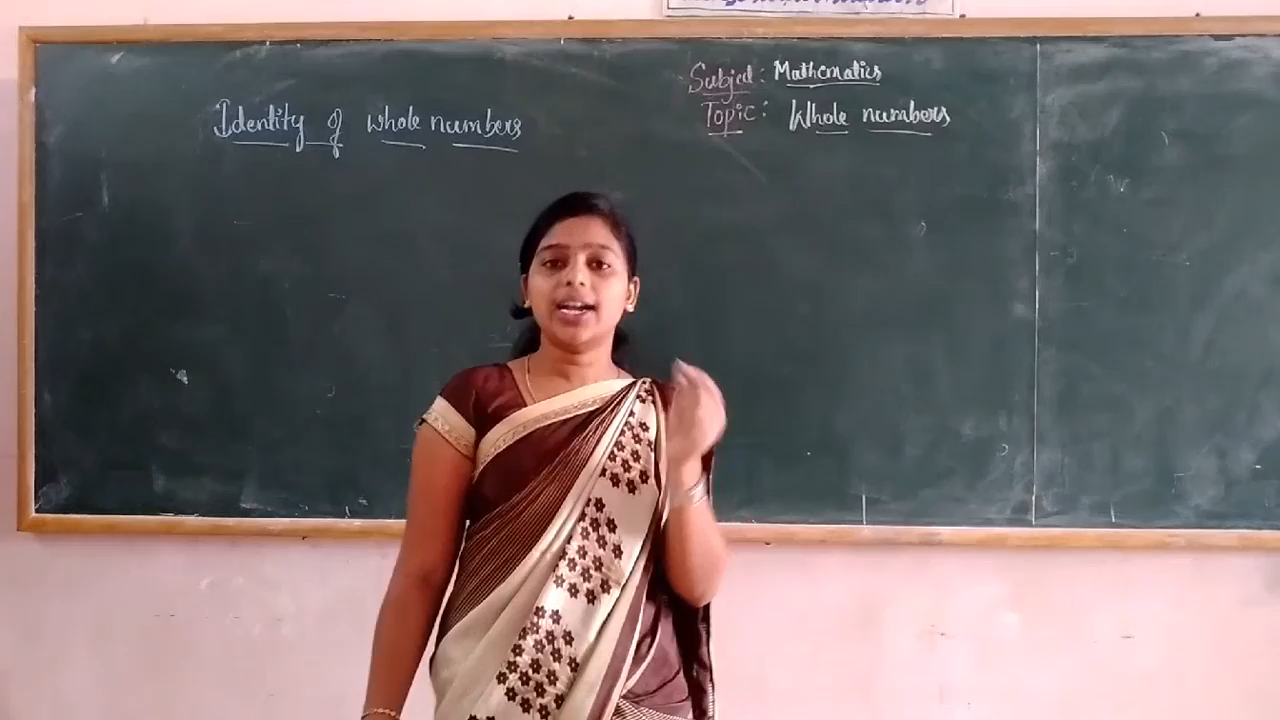 Subject: Mathematics
Topic: Whole numbers
Identity of whole numbers